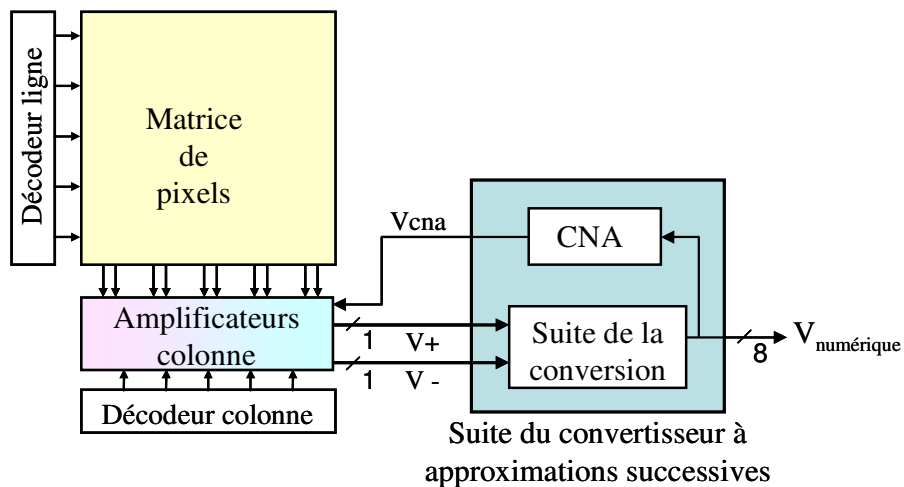 Décodeur ligne
Matrice
de
pixels
Vcna
CNA
Amplificateurs
colonne
1
V+
1
V -
Suite de la
conversion
8
Vnumérique
Décodeur colonne
Suite du convertisseur à
approximations successives